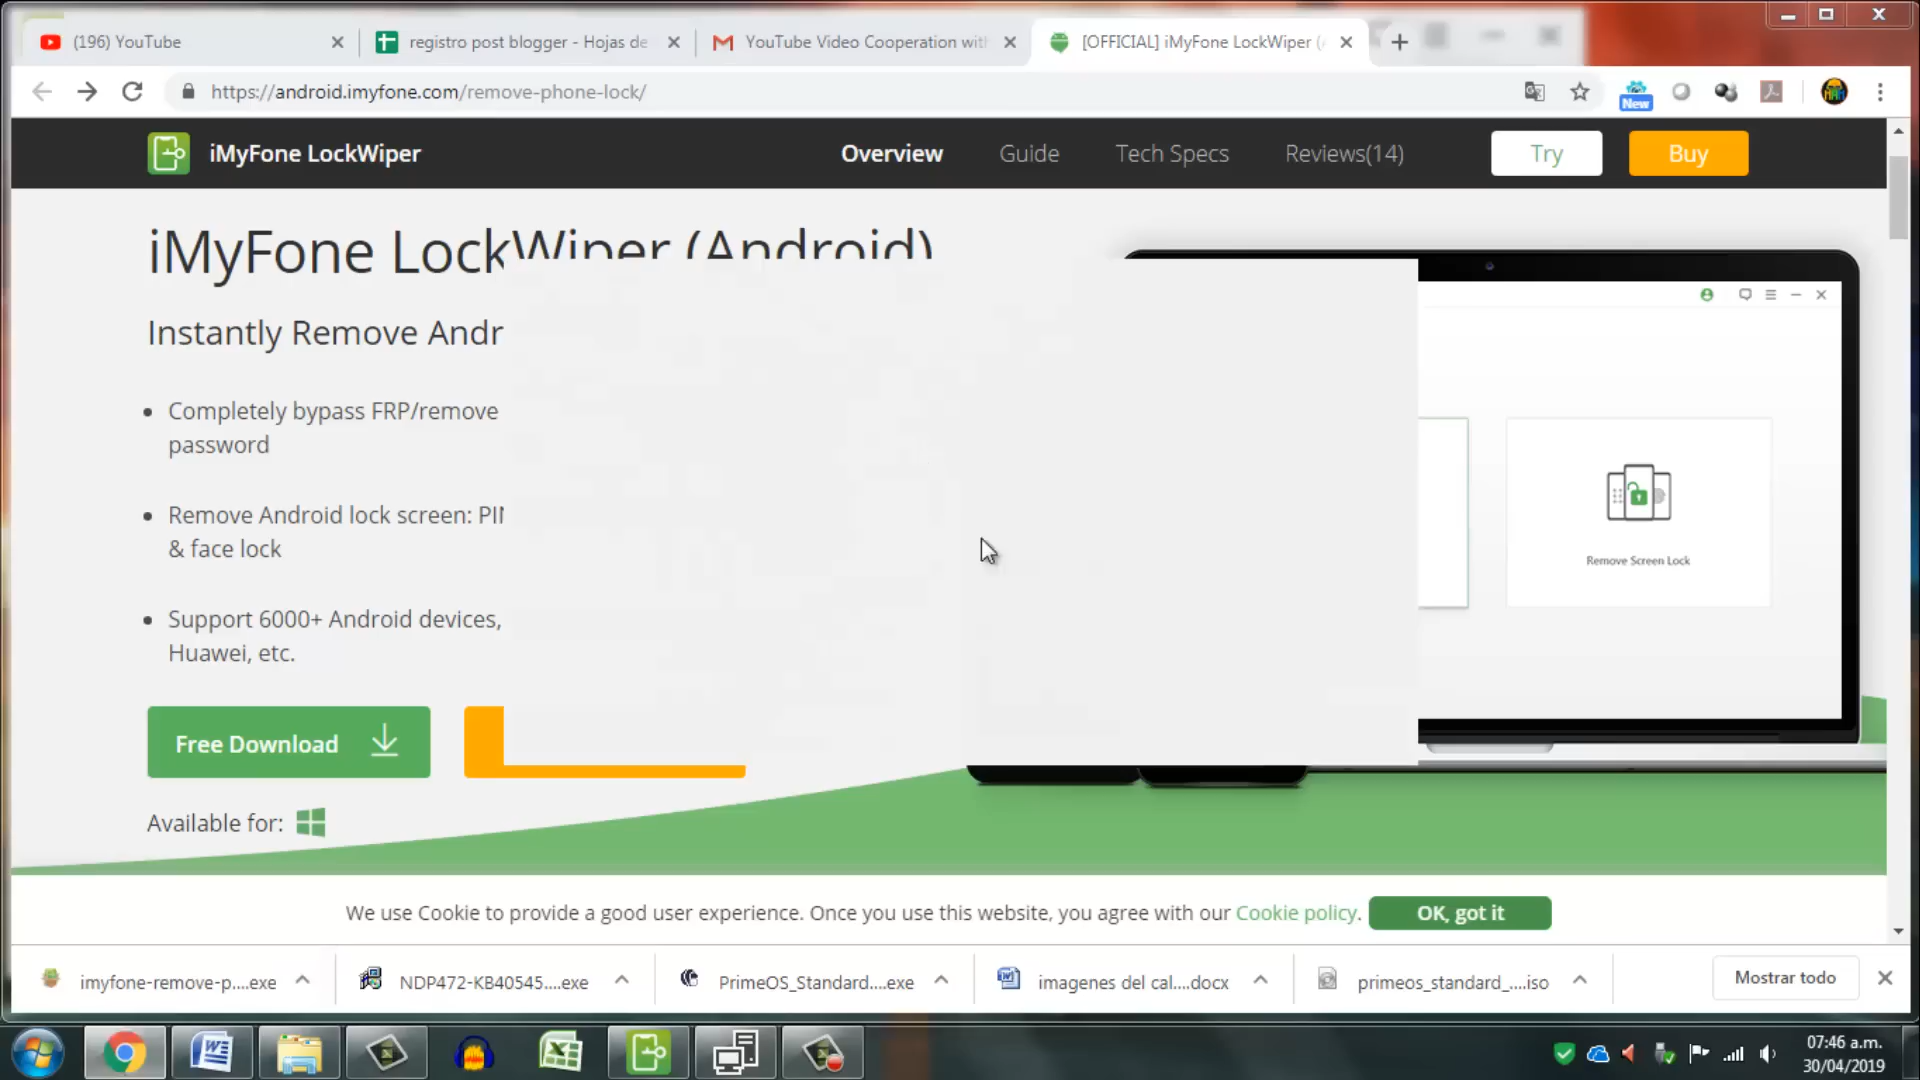 (196) YouTube
registro post blogger - Hojas de
YouTube Video Cooperation with
[OFFICIAL] iMyFone LockWiper (
https://android.imyfone.com/remove-phone-lock/
New
iMyFone LockWiper
Overview
Guide
Tech Specs
Reviews(14)
Try
Buy
iMyFone LockWiper (Android)
Instantly Remove Andr
Completely bypass FRP/remove
password
Remove Android lock screen: PIN
& face lock
Support 6000+ Android devices,
Huawei, etc.
Remove Screen Lock
Free Download
Available for:
We use Cookie to provide a good user experience. Once you use this website, you agree with our Cookie policy.
OK, got it
imyfone-remove-p....exe
NDP472-KB40545....exe
PrimeOS_Standard....exe
imagenes del cal....docx
primeos_standard_....iso
Mostrar todo
07:46 a.m.
30/04/2019